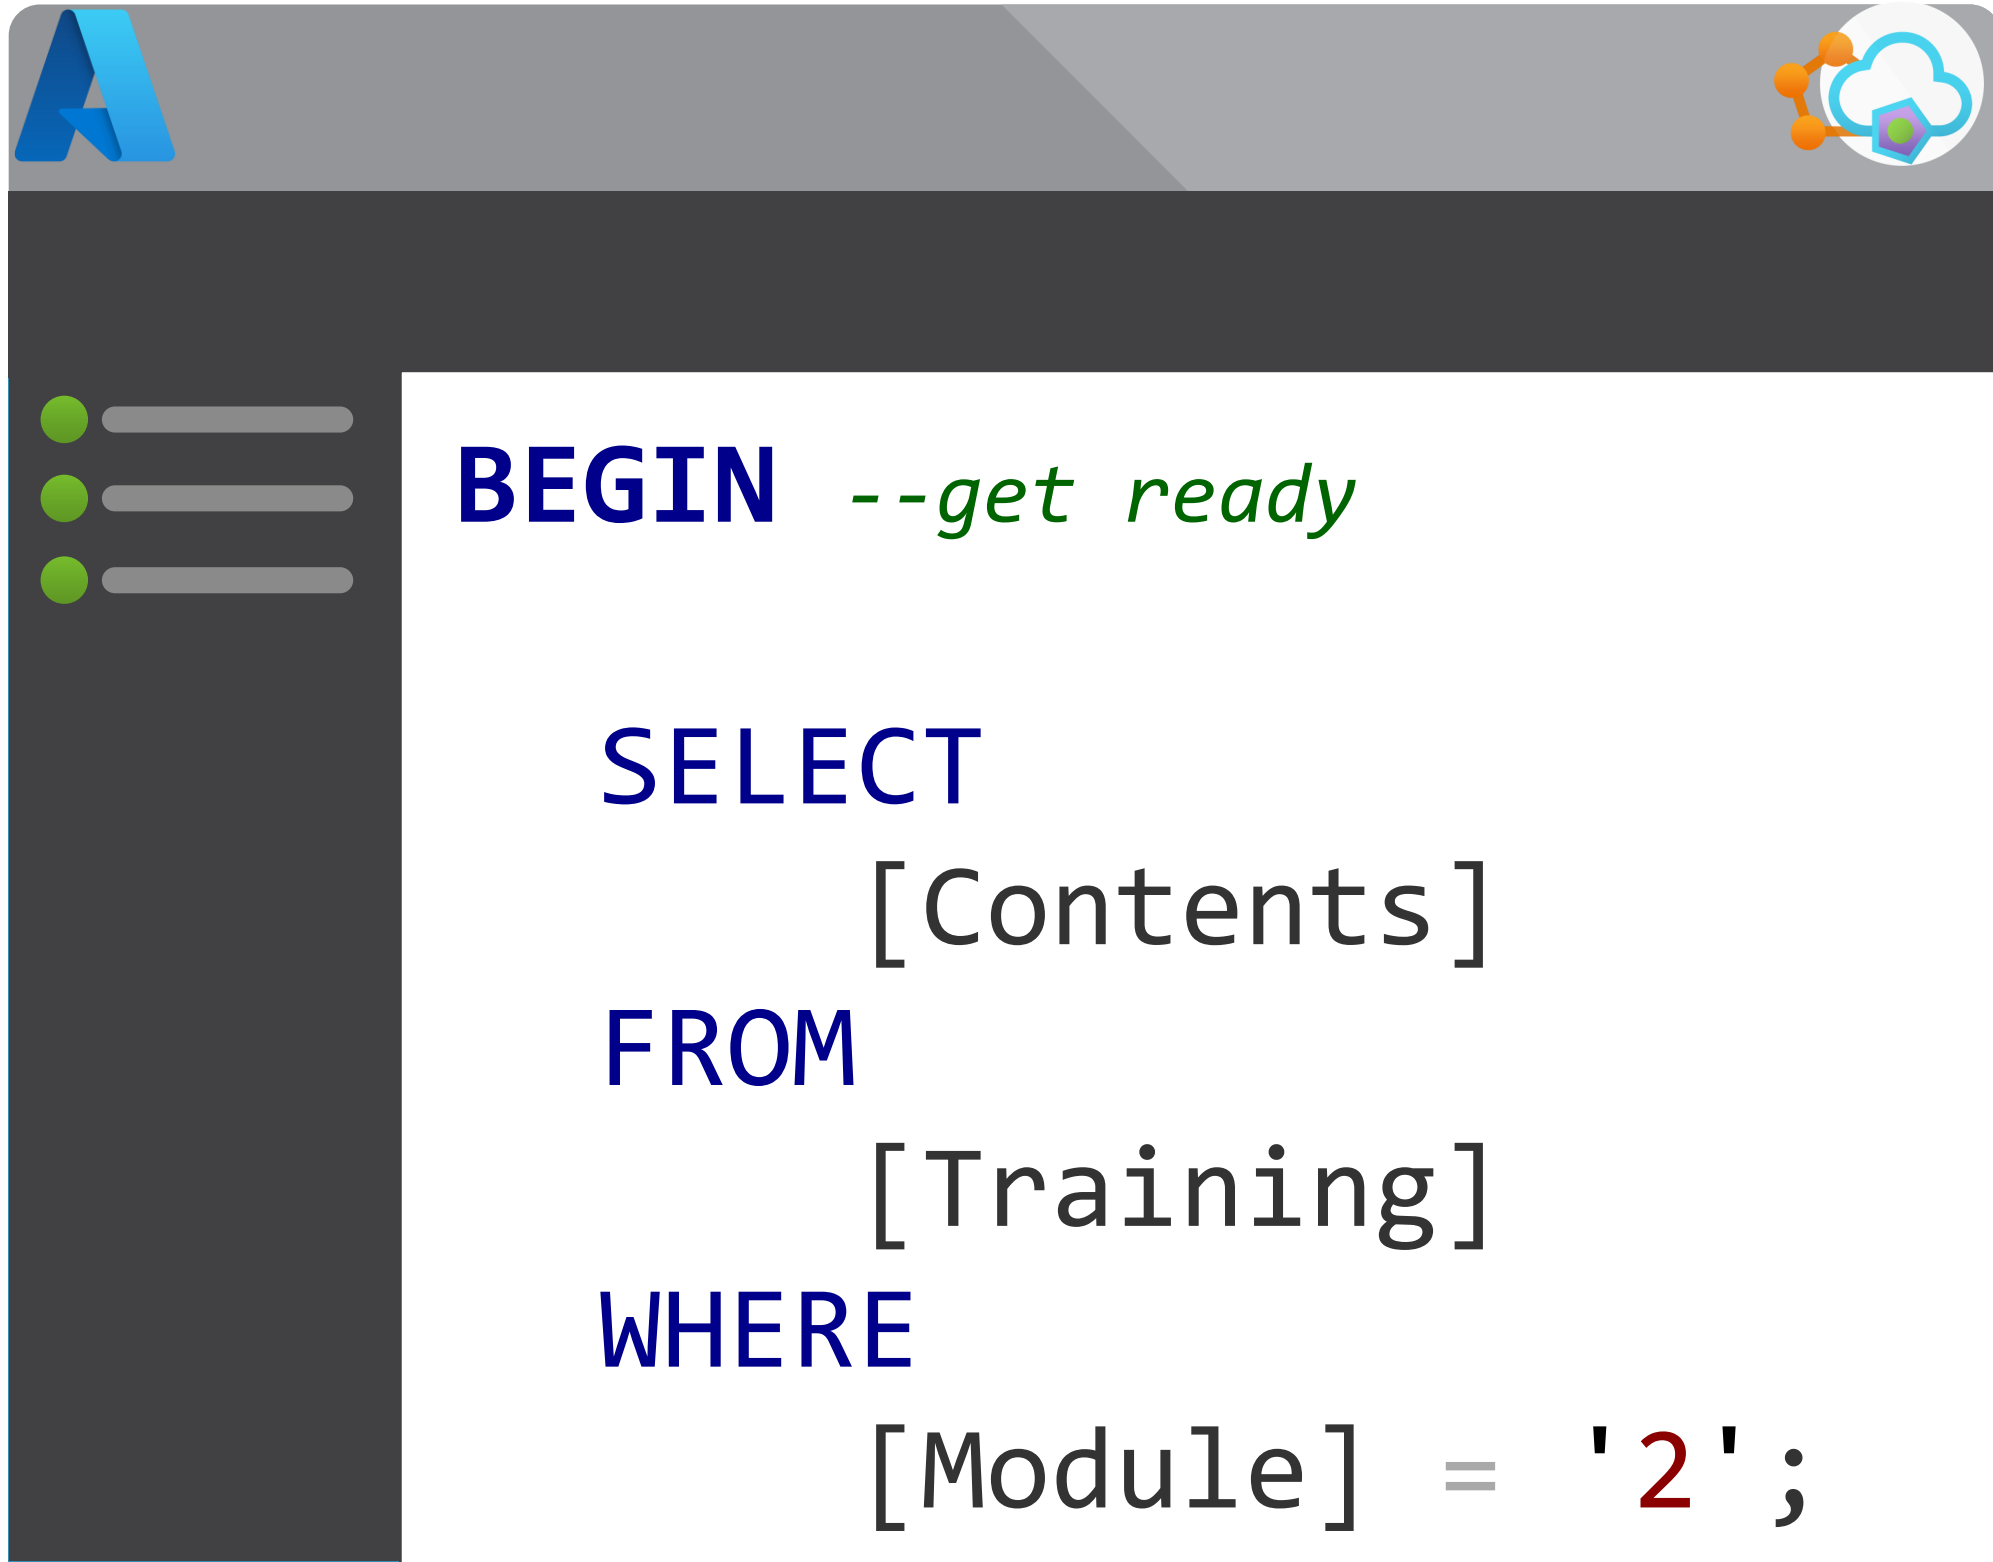 BEGIN --get ready
SELECT
[Contents]
FROM
[Training]
WHERE
[Module] = '2';